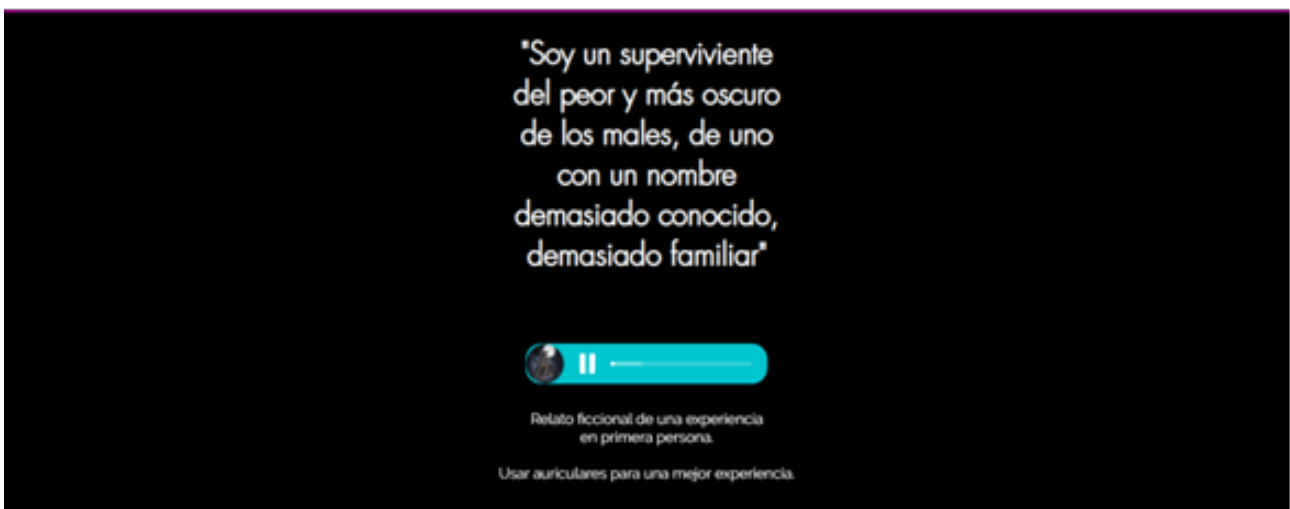 "Soy un superviviente
del peor y más oscuro
de los males, de uno
con un nombre
demasiado conocido,
demasiado familiar"
Relato ficcional de una experiencia
en primera persona.
Usar auriculares para una mejor experiencia.